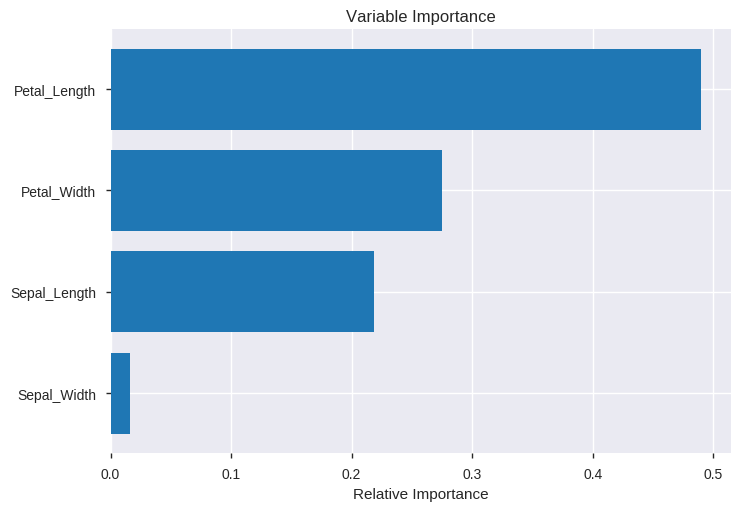 Variable Importance
Petal_Length
Petal_Width
Sepal_Length
Sepal_Width
0.0 0.1 0.2 0.3 0.4 0.5
Relative Importance